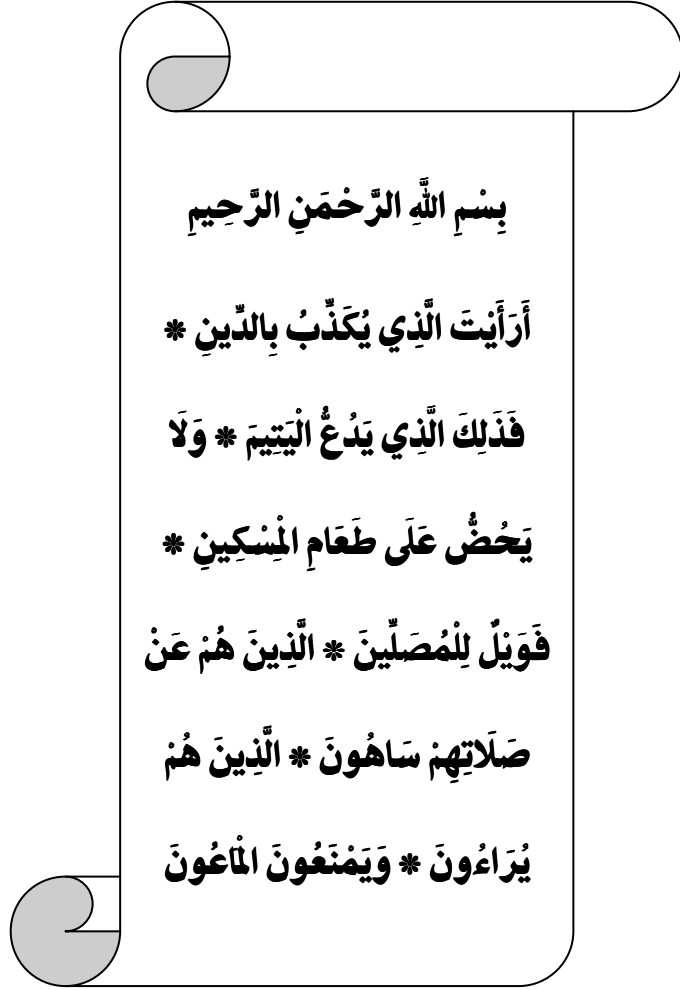 بِسْمِ اللَّهِ الرَّحْمَنِ الرَّحِيمِ
أَرَأَيْتَ الَّذِي يُكَذِّبُ بِالدِّينِ *
فَذَلِكَ الَّذِي يَدُعُّ الْيَتِيمَ * وَلَا
يَحُضُّ عَلَى طَعَامِ الْمِسْكِينِ *
فَوَيْلٌ لِلْمُصَلِّينَ * الَّذِينَ هُمْ عَنْ
صَلَاتِهِمْ سَاهُونَ * الَّذِينَ هُمْ
يُرَاءُونَ * وَيَمْنَعُونَ الْمَاعُونَ